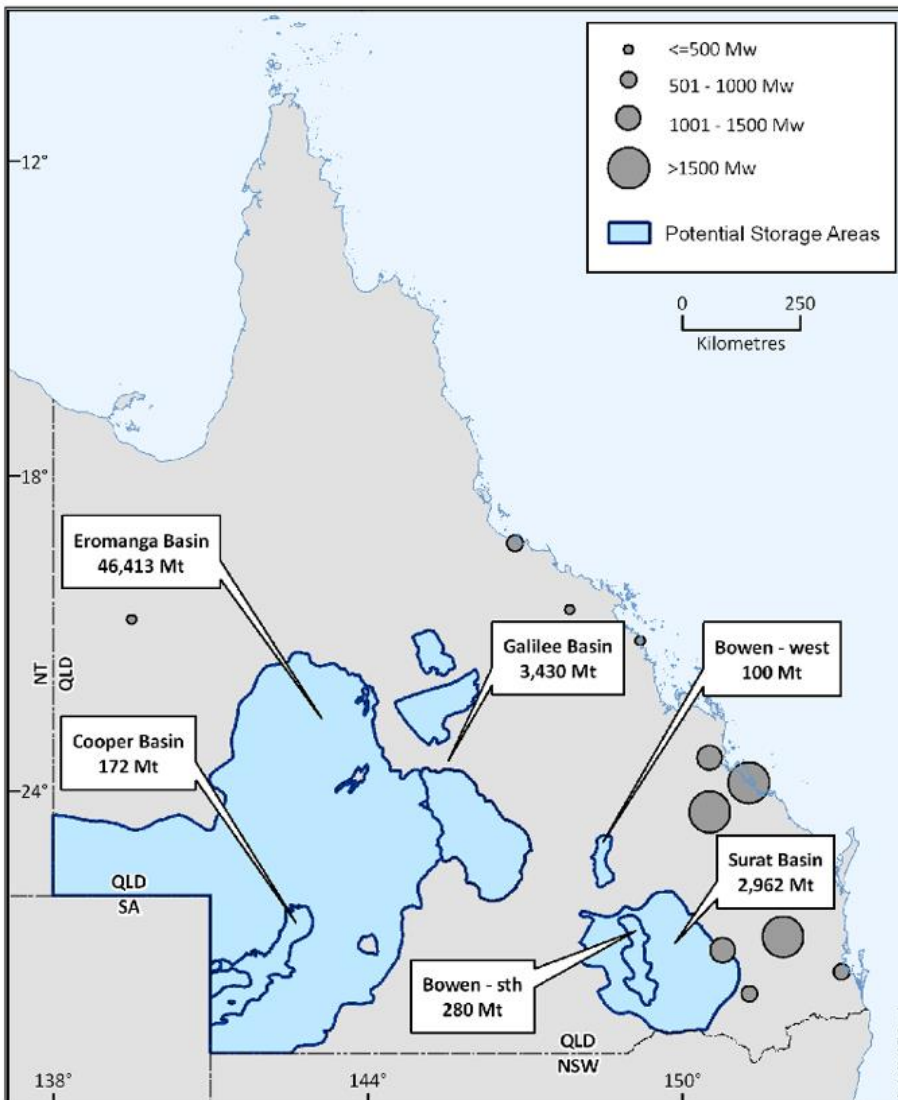 <=500 Mw
501 - 1000 Mw
1001 - 1500 Mw
>1500 Mw
Potential Storage Areas
0 250
Kilometres
12°
18°
Eromanga Basin
46,413 Mt
Galilee Basin
3,430 Mt
Bowen - west
100 Mt
NT
QLD
Cooper Basin
172 Mt
24°
Surat Basin
2,962 Mt
QLD
SA
Bowen - sth
280 Mt
QLD
NSW
138° 144° 150°